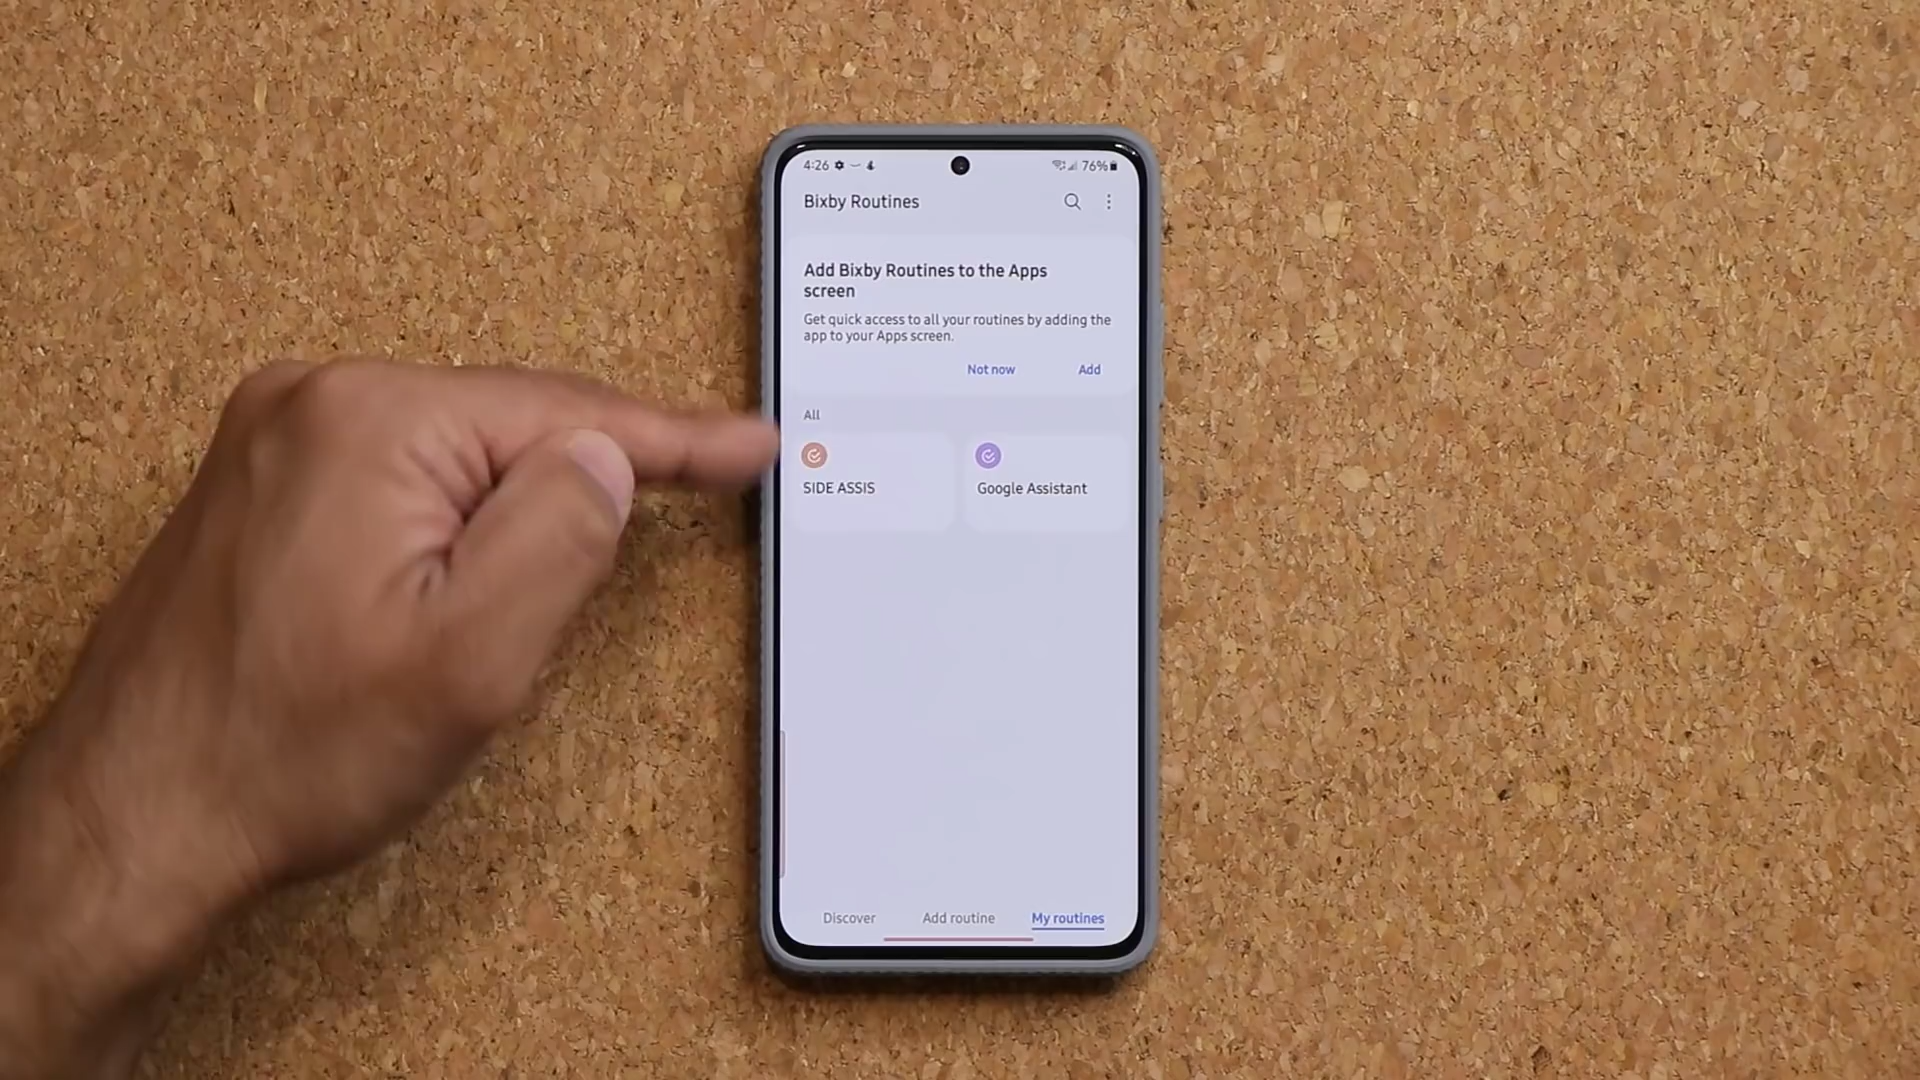 4:26 76%
Bixby Routines
Add Bixby Routines to the Apps
screen
Get quick access to all your routines by adding the
app to your Apps screen.
Not now Add
All
SIDE ASSIS Google Assistant
Discover Add routine My routines